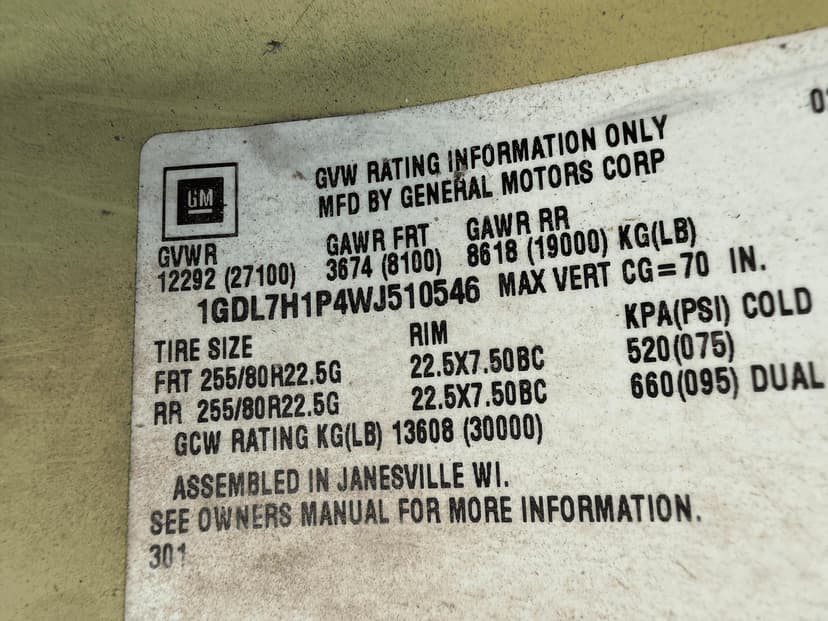 GM
GVW RATING INFORMATION ONLY
MFD BY GENERAL MOTORS CORP
GVWR GAWR FRT GAWR RR
12292 (27100) 3674 (8100) 8618 (19000) KG(LB)
1GDL7H1P4WJ510546 MAX VERT CG=70 IN.
TIRE SIZE RIM KPA(PSI) COLD
FRT 255/80R22.5G 22.5X7.50BC 520(075)
RR 255/80R22.5G 22.5X7.50BC 660(095) DUAL
GCW RATING KG(LB) 13608 (30000)
ASSEMBLED IN JANESVILLE WI.
SEE OWNERS MANUAL FOR MORE INFORMATION.
301